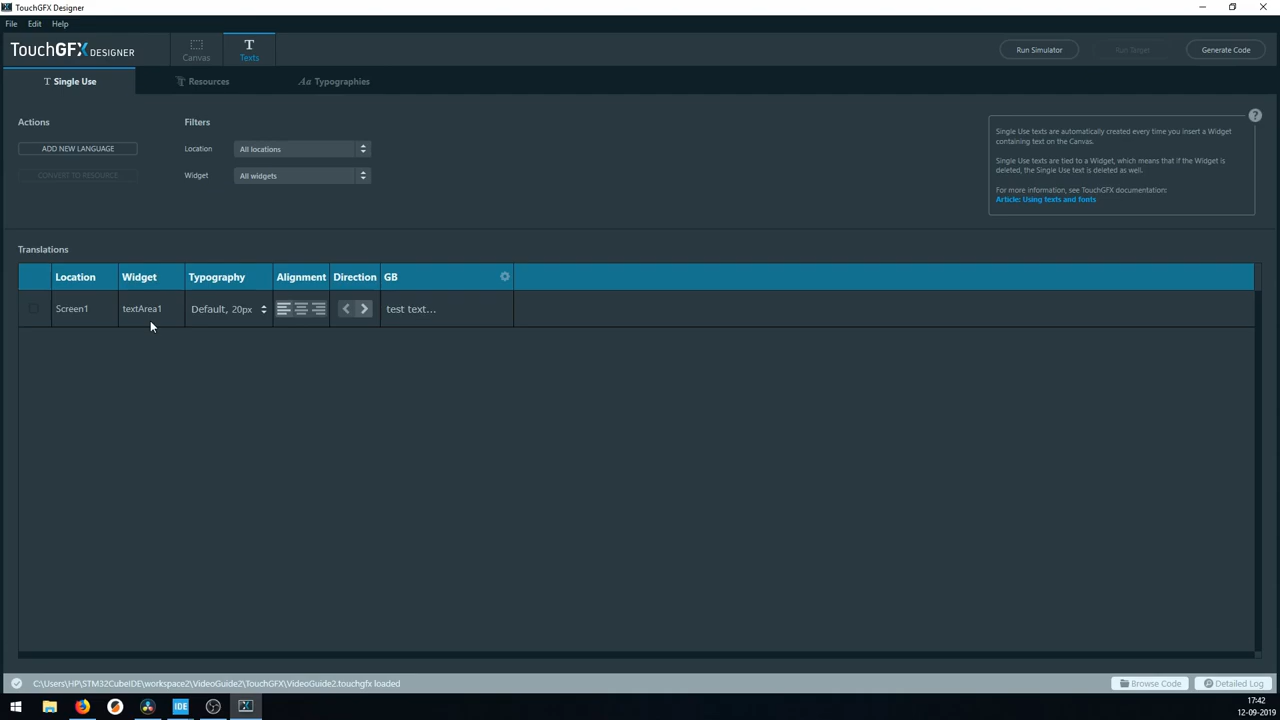 TouchGFX Designer
File Edit Help
TouchGFX DESIGNER
Canvas
Texts
Run Simulator
Run Target
Generate Code
Single Use
Resources
Typographies
Actions
Filters
ADD NEW LANGUAGE
Location All locations
CONVERT TO RESOURCE
Widget All widgets
?
Single Use texts are automatically created every time you insert a Widget
containing text on the Canvas.
Single Use texts are tied to a Widget, which means that if the Widget is
deleted, the Single Use text is deleted as well.
For more information, see TouchGFX documentation:
Article: Using texts and fonts
Translations
Location Widget Typography Alignment Direction GB
Screen1 textArea1 Default, 20px test text...
C:\Users\HP\STM32CubeIDE\workspace2\VideoGuide2\TouchGFX\VideoGuide2.touchgfx loaded
Browse Code
Detailed Log
IDE
17:42
12-09-2019